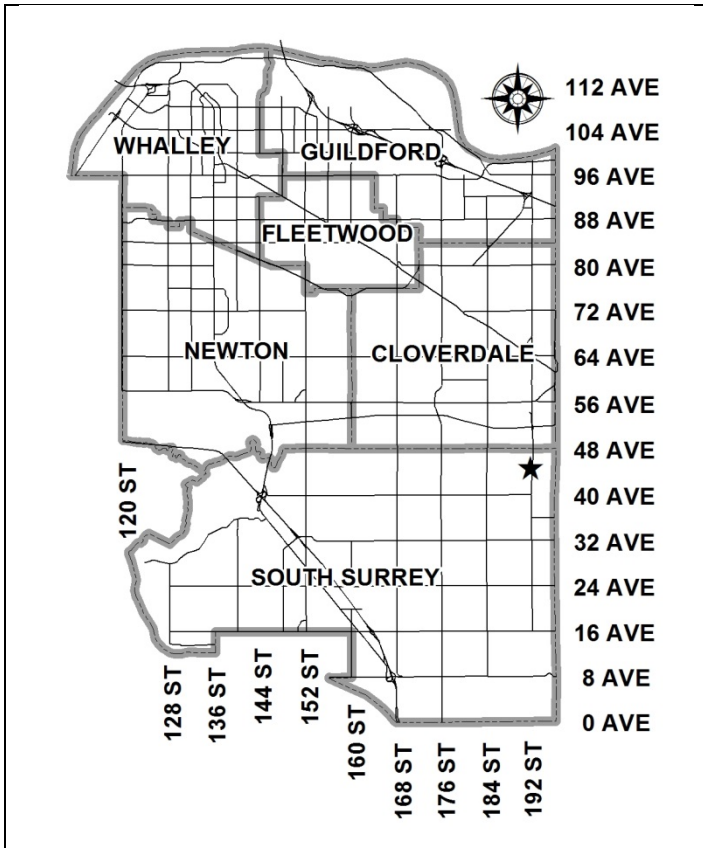 112 AVE
104 AVE
WHALLEY
GUILDFORD
96 AVE
88 AVE
FLEETWOOD
80 AVE
72 AVE
NEWTON
CLOVERDALE
64 AVE
56 AVE
48 AVE
120 ST
40 AVE
32 AVE
SOUTH SURREY
24 AVE
16 AVE
128 ST
136 ST
144 ST
152 ST
160 ST
8 AVE
0 AVE
168 ST
176 ST
184 ST
192 ST